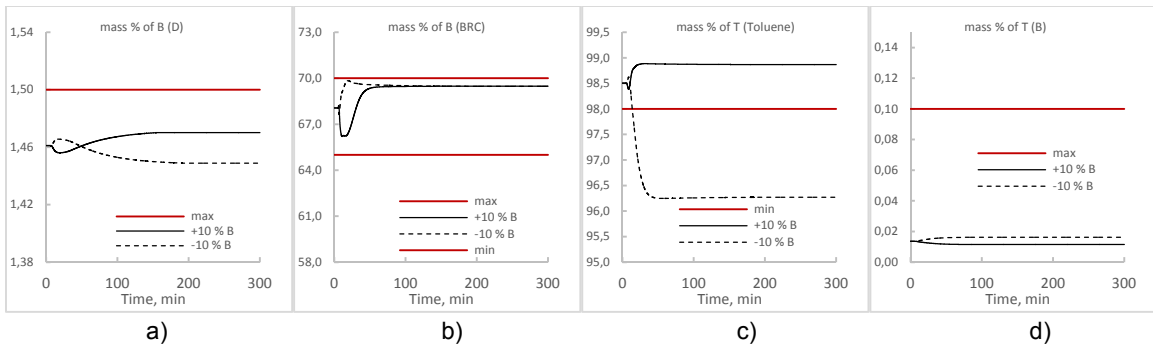 mass % of B (D)
1,54
1,50
1,46
1,42
1,38
max
+10 % B
-10 % B
0 100 200 300
Time, min
a)
mass % of B (BRC)
73,0
70,0
67,0
64,0
61,0
58,0
max
+10 % B
-10 % B
min
0 100 200 300
Time, min
b)
mass % of T (Toluene)
99,5
99,0
98,5
98,0
97,5
97,0
96,5
96,0
95,5
95,0
min
+10 % B
-10 % B
0 100 200 300
Time, min
c)
mass % of T (B)
0,14
0,12
0,10
0,08
0,06
0,04
0,02
0,00
max
+10 % B
-10 % B
0 100 200 300
Time, min
d)